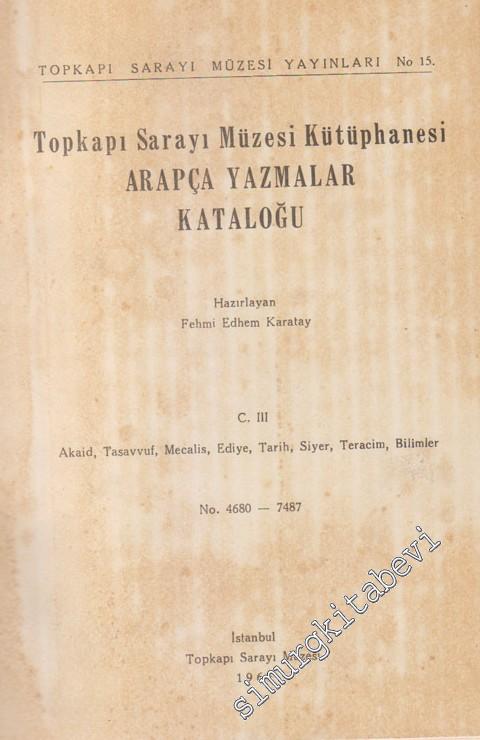 TOPKAPI SARAYI MÜZESİ YAYINLARI No 15.
Topkapı Sarayı Müzesi Kütüphanesi
ARAPÇA YAZMALAR
KATALOĞU
Hazırlayan
Fehmi Edhem Karatay
C. III
Akaid, Tasavvuf, Mecalis, Ediye, Tarih, Siyer, Teracim, Bilimler
No. 4680 — 7487
İstanbul
Topkapı Sarayı Müzesi
simurgkitabevi